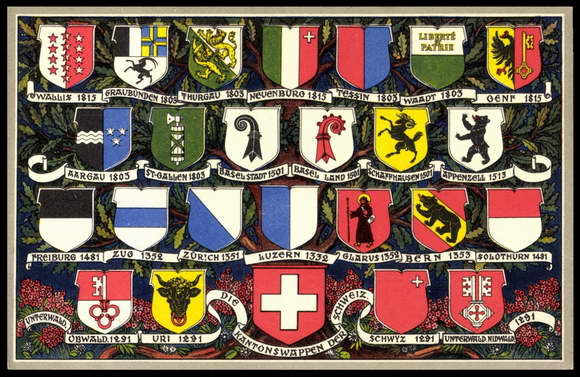 LIBERTÉ
ET
PATRIE
WALLIS 1815
GRAUBÜNDEN 1803
THURGAU 1803
NEUENBURG 1815
TESSIN 1803
WAADT 1803
GENF 1815
AARGAU 1803
ST·GALLEN 1803
BASEL STADT 1501
BASEL LAND 1501
SCHAFFHAUSEN 1501
APPENZELL 1513
FREIBURG 1481
ZUG 1352
ZÜRICH 1351
LUZERN 1332
GLARUS 1352
BERN 1353
SOLOTHURN 1481
UNTERWALD.
OBWALD. 1291
URI 1291
DIE
KANTONSWAPPEN DER
SCHWEIZ.
SCHWYZ 1291
UNTERWALD. NIDWALD
1291